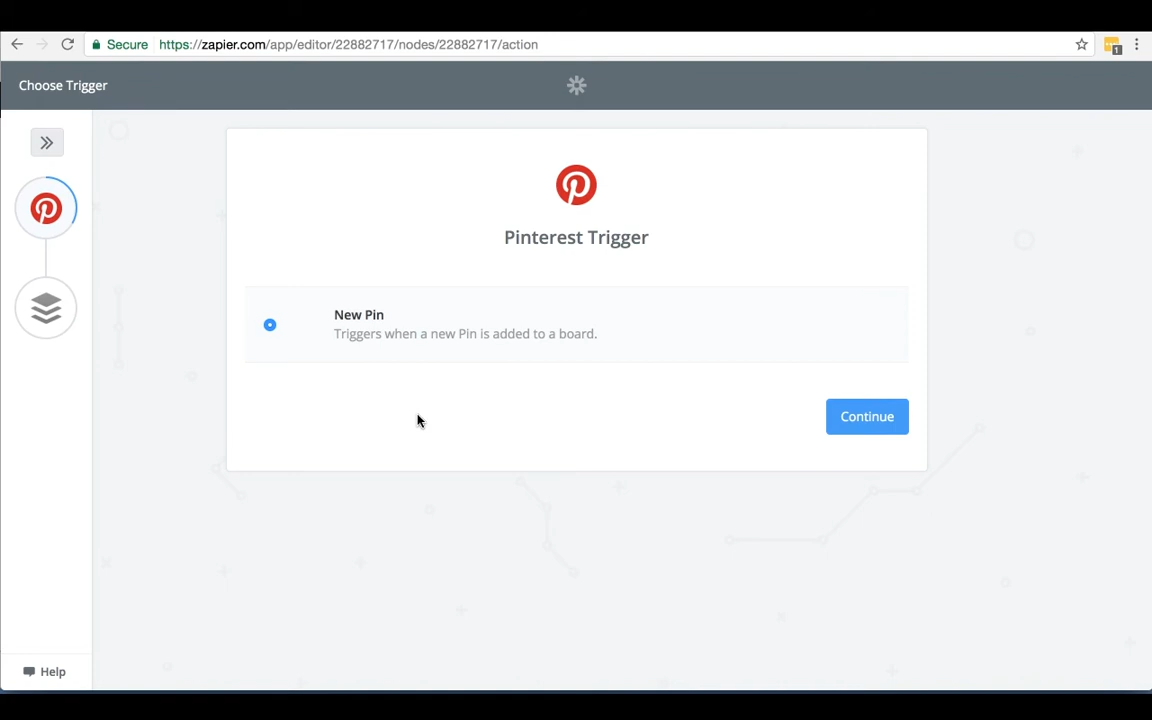 Secure https://zapier.com/app/editor/22882717/nodes/22882717/action
1
Choose Trigger
Pinterest Trigger
New Pin
Triggers when a new Pin is added to a board.
Continue
Help